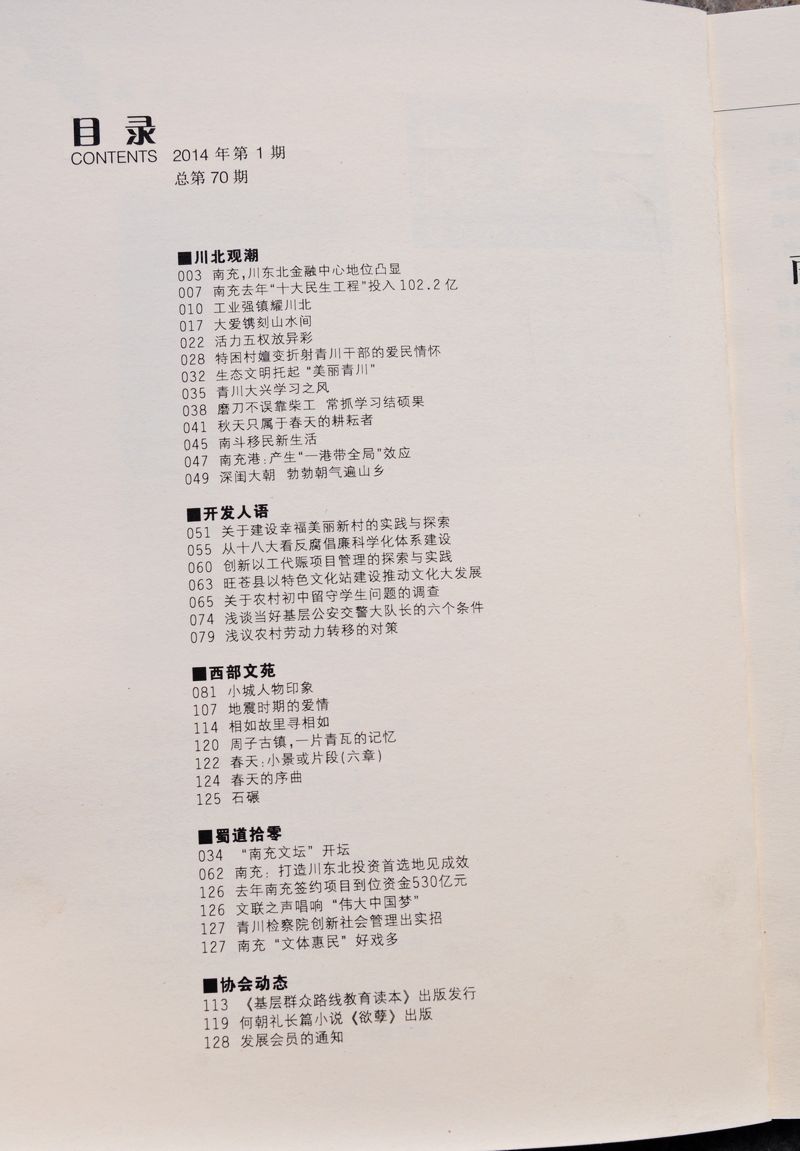 目 录
CONTENTS 2014 年第 1 期
总第 70 期
■川北观潮
003 南充,川东北金融中心地位凸显
007 南充去年“十大民生工程”投入 102.2 亿
010 工业强镇耀川北
017 大爱镌刻山水间
022 活力五权放异彩
028 特困村嬗变折射青川干部的爱民情怀
032 生态文明托起 “美丽青川”
035 青川大兴学习之风
038 磨刀不误靠柴工 常抓学习结硕果
041 秋天只属于春天的耕耘者
045 南斗移民新生活
047 南充港:产生“一港带全局”效应
049 深闺大朝 勃勃朝气遍山乡
■开发人语
051 关于建设幸福美丽新村的实践与探索
055 从十八大看反腐倡廉科学化体系建设
060 创新以工代赈项目管理的探索与实践
063 旺苍县以特色文化站建设推动文化大发展
065 关于农村初中留守学生问题的调查
074 浅谈当好基层公安交警大队长的六个条件
079 浅议农村劳动力转移的对策
■西部文苑
081 小城人物印象
107 地震时期的爱情
114 相如故里寻相如
120 周子古镇,一片青瓦的记忆
122 春天:小景或片段(六章)
124 春天的序曲
125 石碾
■蜀道拾零
034 “南充文坛” 开坛
062 南充: 打造川东北投资首选地见成效
126 去年南充签约项目到位资金530亿元
126 文联之声唱响 “伟大中国梦”
127 青川检察院创新社会管理出实招
127 南充 “文体惠民” 好戏多
■协会动态
113 《基层群众路线教育读本》出版发行
119 何朝礼长篇小说《欲孽》出版
128 发展会员的通知